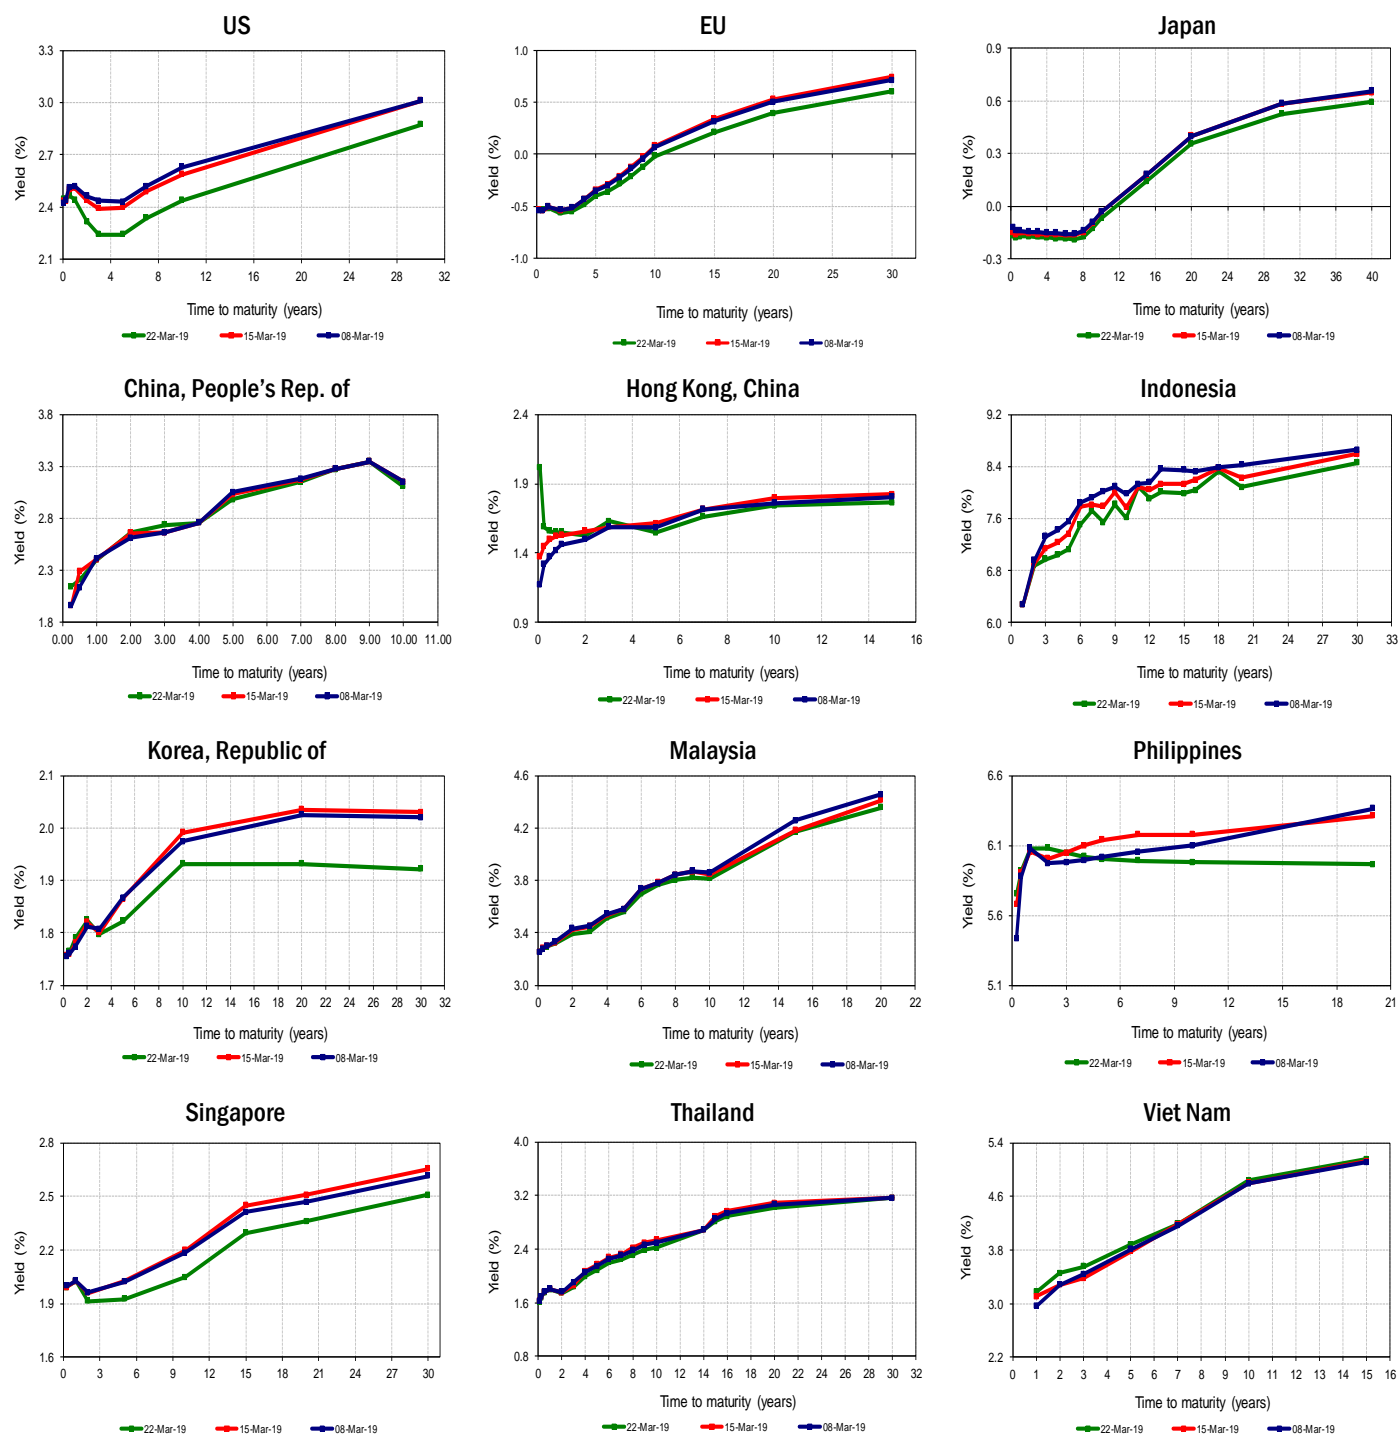 US
EU
Japan
3.3
3.0
2.7
2.4
2.1
Yield (%)
0 4 8 12 16 20 24 28 32
Time to maturity (years)
22-Mar-19 15-Mar-19 08-Mar-19
1.0
0.5
0.0
-0.5
-1.0
Yield (%)
0 5 10 15 20 25 30
Time to maturity (years)
22-Mar-19 15-Mar-19 08-Mar-19
0.9
0.6
0.3
0.0
-0.3
Yield (%)
0 4 8 12 16 20 24 28 32 36 40
Time to maturity (years)
22-Mar-19 15-Mar-19 08-Mar-19
China, People's Rep. of
Hong Kong, China
Indonesia
3.8
3.3
2.8
2.3
1.8
Yield (%)
0.00 1.00 2.00 3.00 4.00 5.00 6.00 7.00 8.00 9.00 10.00 11.00
Time to maturity (years)
22-Mar-19 15-Mar-19 08-Mar-19
2.4
1.9
1.4
0.9
Yield (%)
0 2 4 6 8 10 12 14 16
Time to maturity (years)
22-Mar-19 15-Mar-19 08-Mar-19
9.2
8.4
7.6
6.8
6.0
Yield (%)
0 3 6 9 12 15 18 21 24 27 30 33
Time to maturity (years)
22-Mar-19 15-Mar-19 08-Mar-19
Korea, Republic of
Malaysia
Philippines
2.1
2.0
1.9
1.8
1.7
Yield (%)
0 2 4 6 8 10 12 14 16 18 20 22 24 26 28 30 32
Time to maturity (years)
22-Mar-19 15-Mar-19 08-Mar-19
4.6
4.2
3.8
3.4
3.0
Yield (%)
0 2 4 6 8 10 12 14 16 18 20 22
Time to maturity (years)
22-Mar-19 15-Mar-19 08-Mar-19
6.6
6.1
5.6
5.1
Yield (%)
0 3 6 9 12 15 18 21
Time to maturity (years)
22-Mar-19 15-Mar-19 08-Mar-19
Singapore
Thailand
Viet Nam
2.8
2.5
2.2
1.9
1.6
Yield (%)
0 3 6 9 12 15 18 21 24 27 30
Time to maturity (years)
22-Mar-19 15-Mar-19 08-Mar-19
4.0
3.2
2.4
1.6
0.8
Yield (%)
0 2 4 6 8 10 12 14 16 18 20 22 24 26 28 30 32
Time to maturity (years)
22-Mar-19 15-Mar-19 08-Mar-19
5.4
4.6
3.8
3.0
2.2
Yield (%)
0 1 2 3 4 5 6 7 8 9 10 11 12 13 14 15 16
Time to maturity (years)
22-Mar-19 15-Mar-19 08-Mar-19